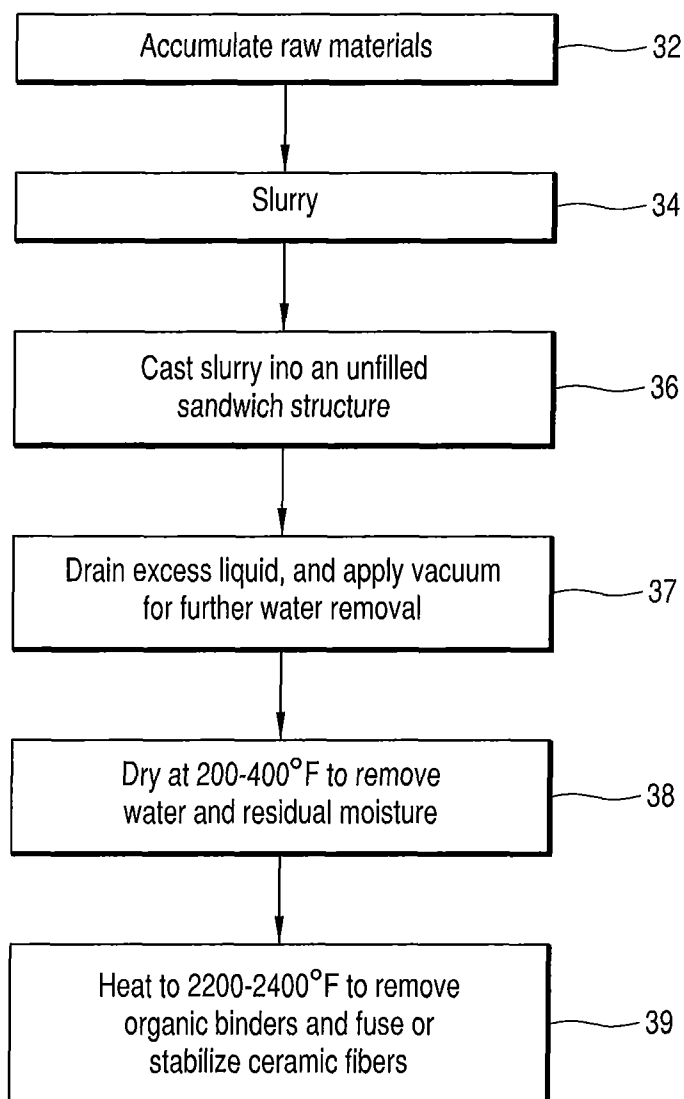 Accumulate raw materials
32
Slurry
34
Cast slurry ino an unfilled
sandwich structure
36
Drain excess liquid, and apply vacuum
for further water removal
37
Dry at 200-400°F to remove
water and residual moisture
38
Heat to 2200-2400°F to remove
organic binders and fuse or
stabilize ceramic fibers
39